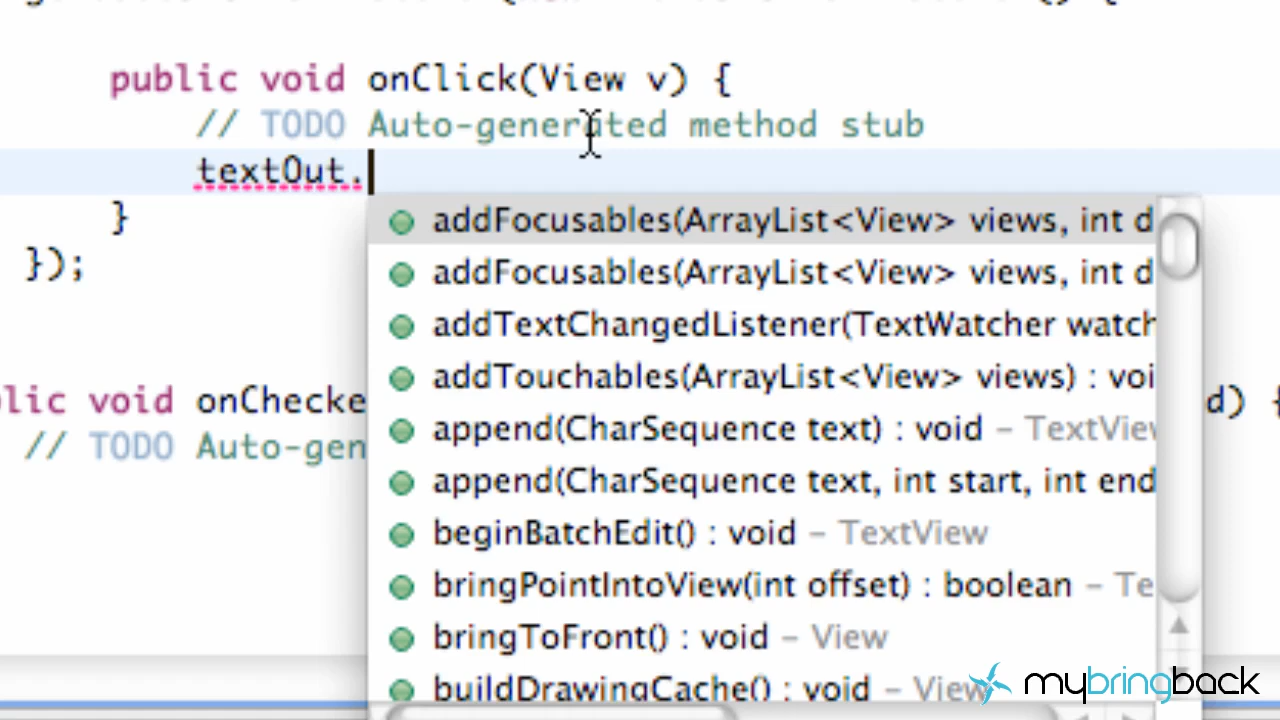 public void onClick(View v) {
// TODO Auto-generated method stub
textOut.
}
});
addFocusables(ArrayList<View> views, int d
addFocusables(ArrayList<View> views, int d
addTextChangedListener(TextWatcher watch
addTouchables(ArrayList<View> views) : voi
append(CharSequence text) : void – TextView
append(CharSequence text, int start, int end
beginBatchEdit() : void – TextView
bringPointIntoView(int offset) : boolean – Te
bringToFront() : void – View
buildDrawingCache() : void – View
lic void onChecke
d) {
// TODO Auto-gen
mybringback